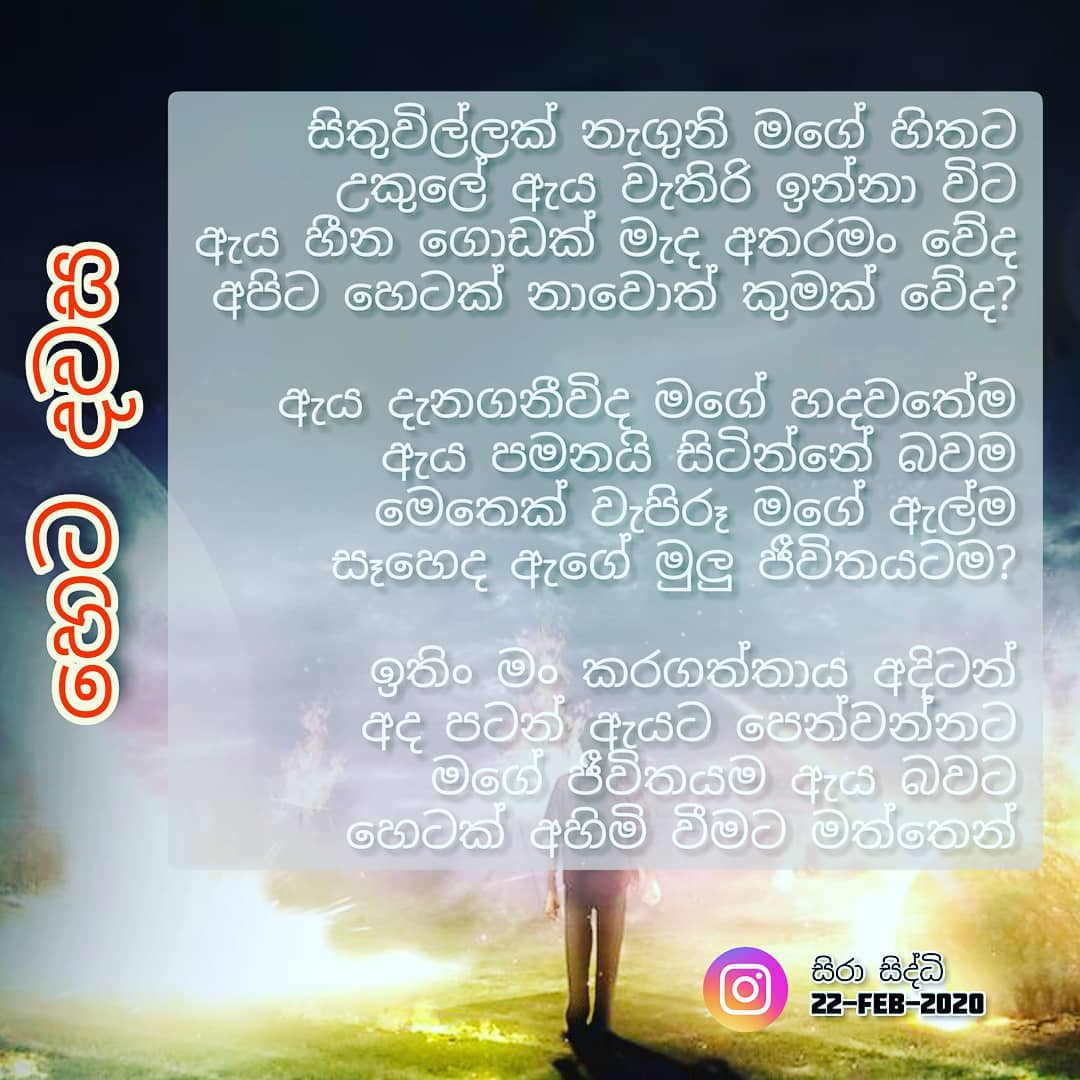 හෙට දවස
සිතුවිල්ලක් නැගුනි මගේ හිතට
උකුලේ ඇය වැතිරි ඉන්නා විට
ඇය හීන ගොඩක් මැද අතරමං වේද
අපිට හෙටක් නාවොත් කුමක් වේද?
ඇය දැනගනීවිද මගේ හදවතේම
ඇය පමනයි සිටින්නේ බවම
මෙතෙක් වැපිරූ මගේ ඇල්ම
සෑහෙද ඇගේ මුලු ජීවිතයටම?
ඉතිං මං කරගත්තාය අදිටන්
අද පටන් ඇයට පෙන්වන්නට
මගේ ජීවිතයම ඇය බවට
හෙටක් අහිමි වීමට මත්තෙන්
සිරා සිද්ධි
22-FEB-2020